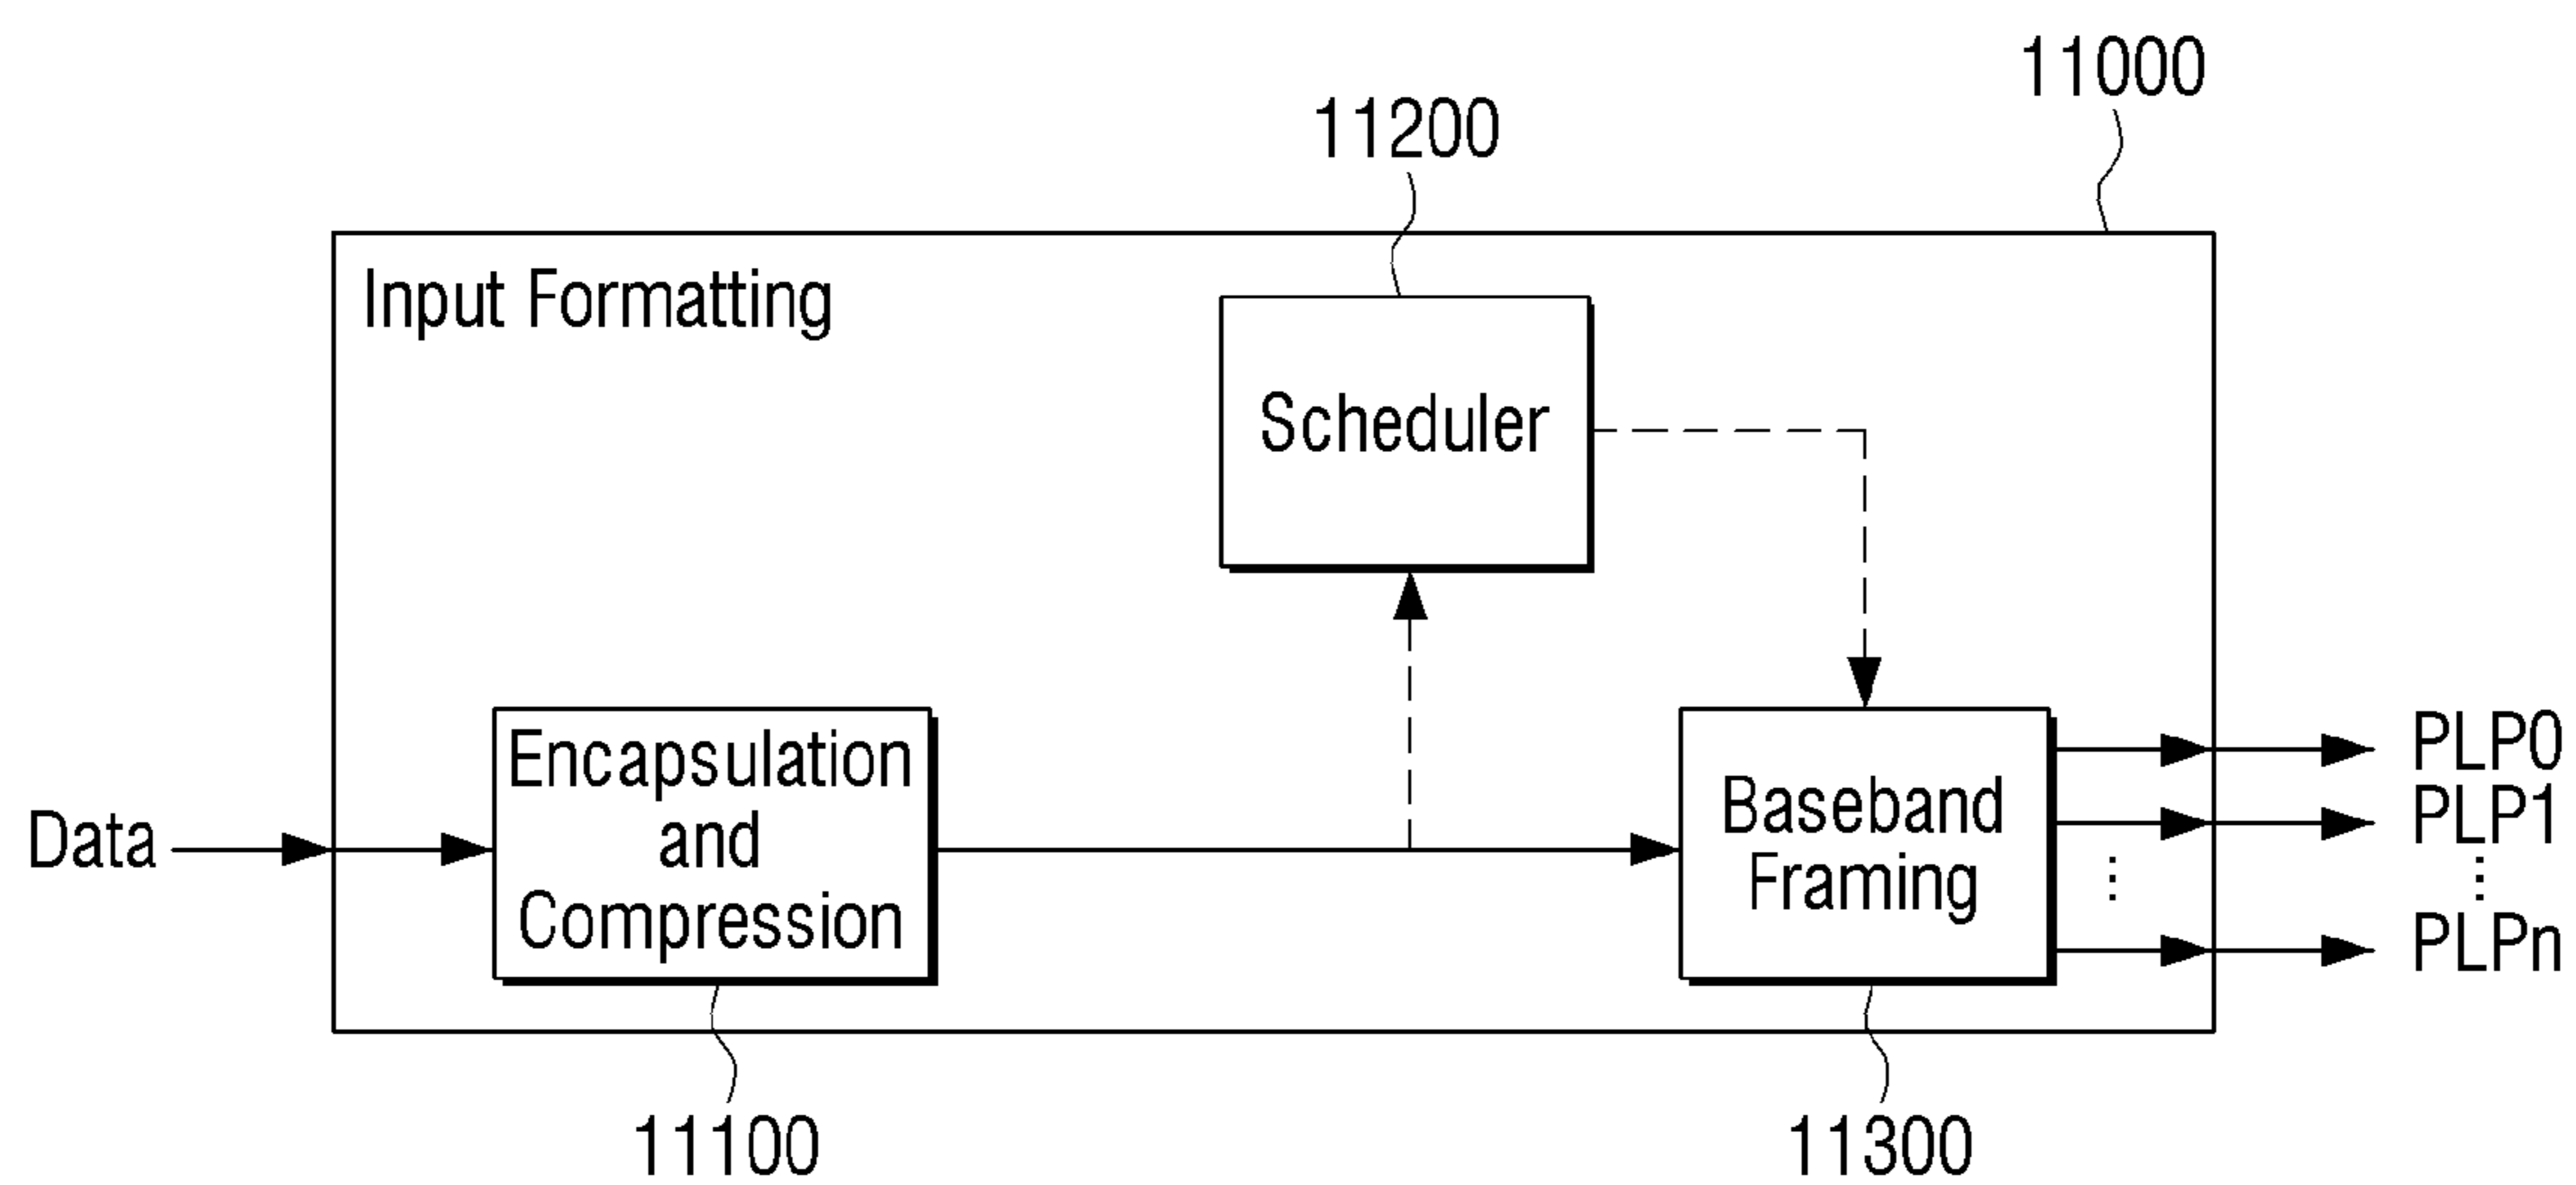 11000
11200
Input Formatting
Scheduler
Encapsulation
and
Compression
Data
Baseband
Framing
PLP0
PLP1
PLPn
11100
11300